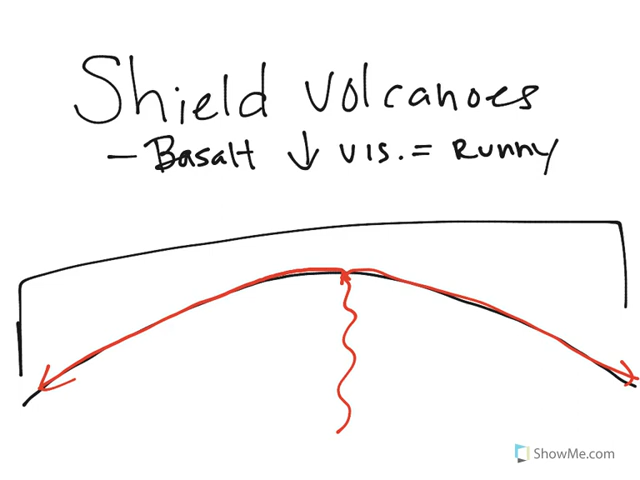 Shield volcanoes
- Basalt ↓ vis. = Runny
ShowMe.com